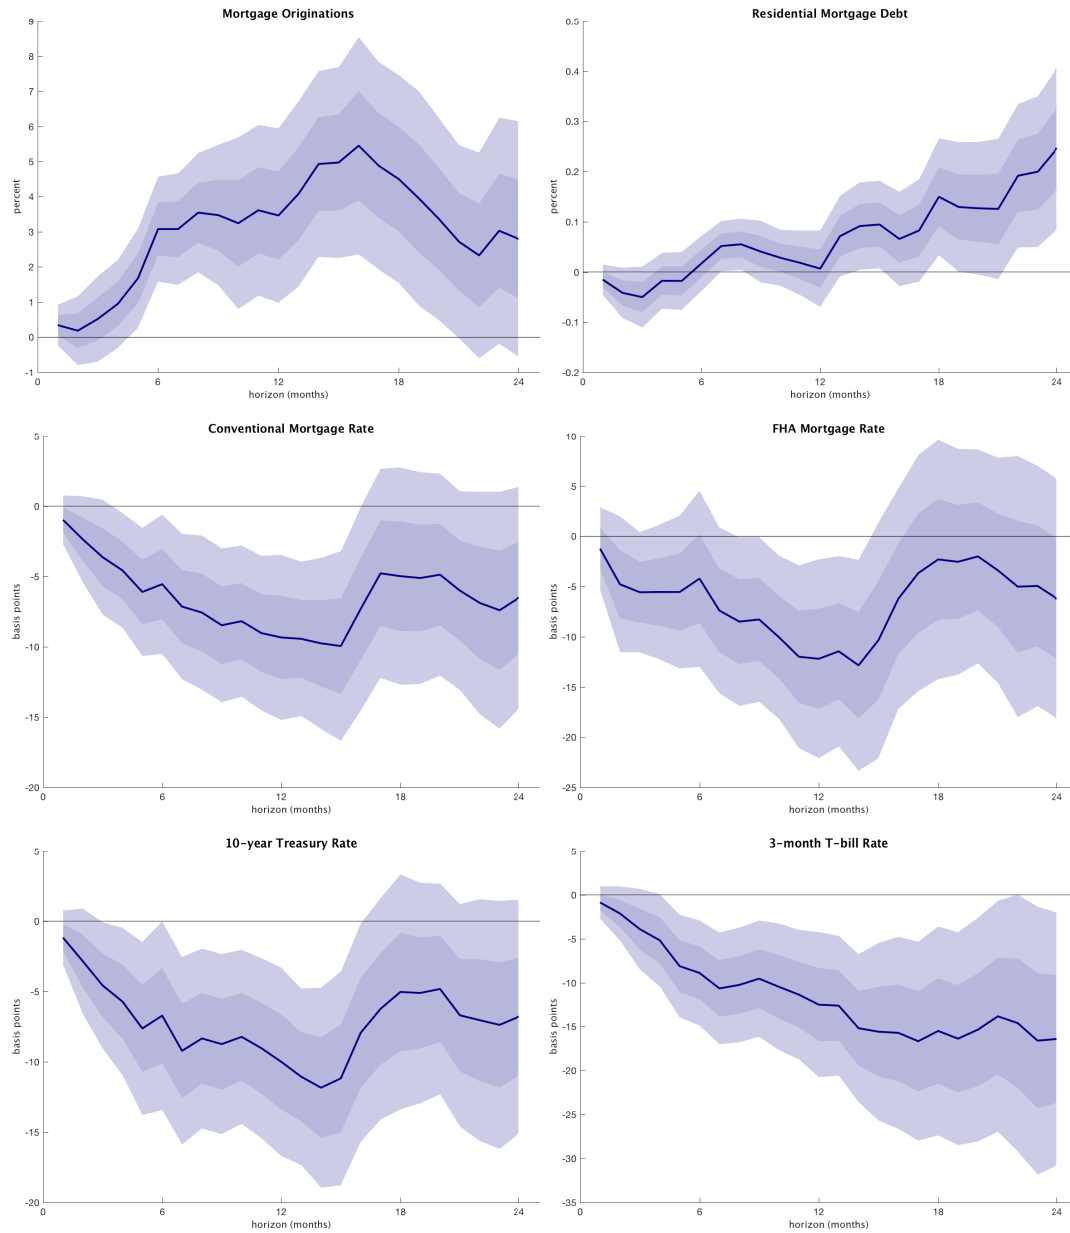 Mortgage Originations
9
8
7
6
5
4
3
2
1
0
-1
percent
0 6 12 18 24
horizon (months)
Residential Mortgage Debt
0.5
0.4
0.3
0.2
0.1
0
-0.1
-0.2
percent
0 6 12 18 24
horizon (months)
Conventional Mortgage Rate
5
0
-5
-10
-15
-20
basis points
0 6 12 18 24
horizon (months)
FHA Mortgage Rate
10
5
0
-5
-10
-15
-20
-25
basis points
0 6 12 18 24
horizon (months)
10-year Treasury Rate
5
0
-5
-10
-15
-20
basis points
0 6 12 18 24
horizon (months)
3-month T-bill Rate
5
0
-5
-10
-15
-20
-25
-30
-35
basis points
0 6 12 18 24
horizon (months)